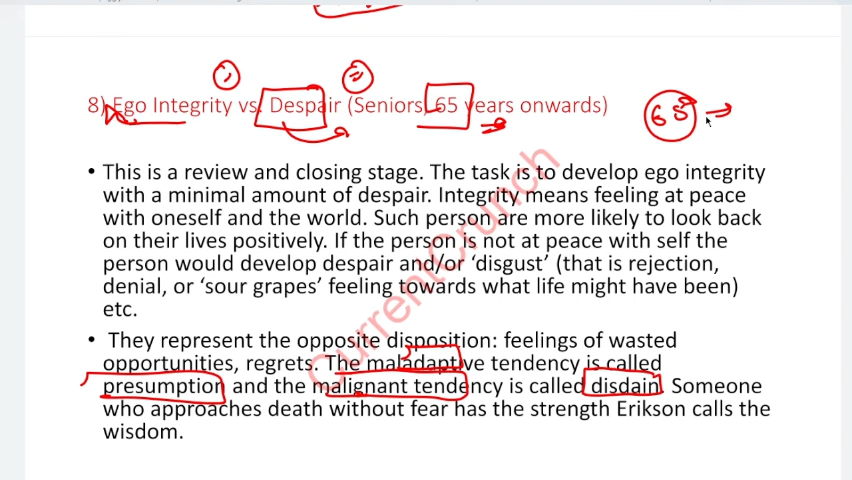 8) Ego Integrity vs. Despair (Seniors, 65 years onwards)
65
• This is a review and closing stage. The task is to develop ego integrity
with a minimal amount of despair. Integrity means feeling at peace
with oneself and the world. Such person are more likely to look back
on their lives positively. If the person is not at peace with self the
person would develop despair and/or ‘disgust’ (that is rejection,
denial, or ‘sour grapes’ feeling towards what life might have been)
etc.
• They represent the opposite disposition: feelings of wasted
opportunities, regrets. The maladaptive tendency is called
presumption and the malignant tendency is called disdain. Someone
who approaches death without fear has the strength Erikson calls the
wisdom.
CurrentCrunch